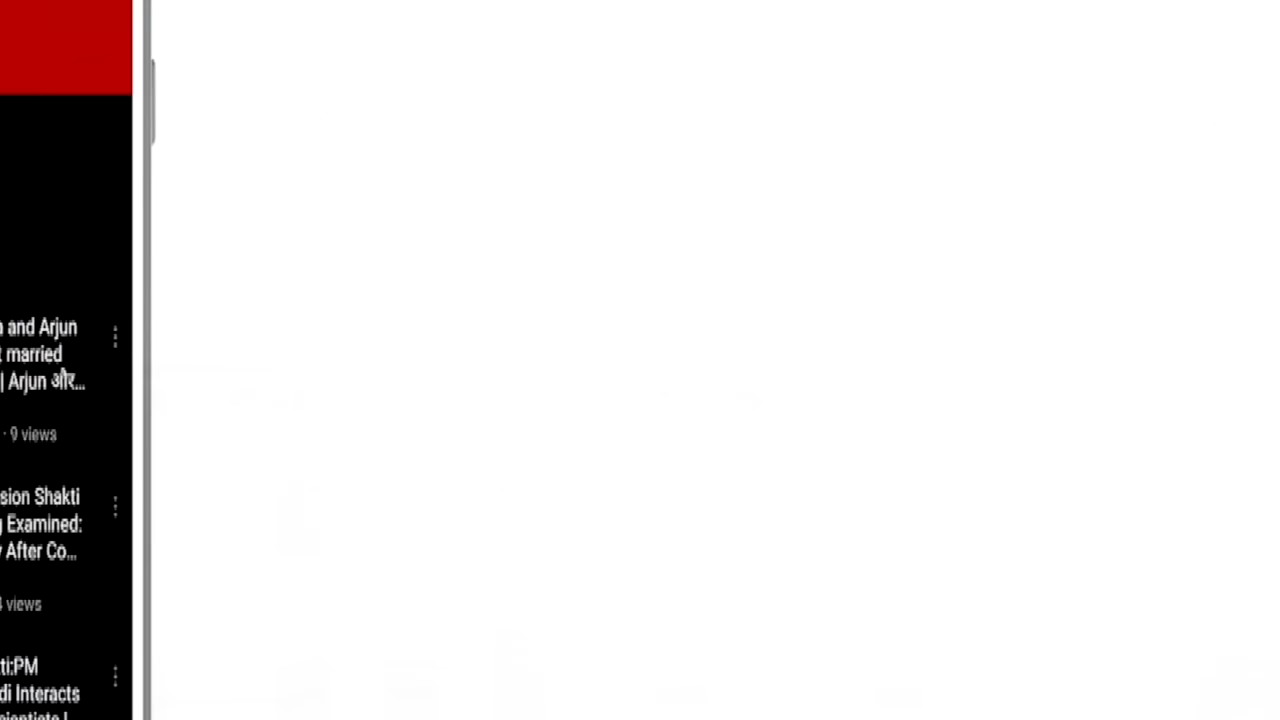 and Arjun
married
| Arjun और...
· 9 views
sion Shakti
Examined:
After Co...
views
ti:PM
di Interacts